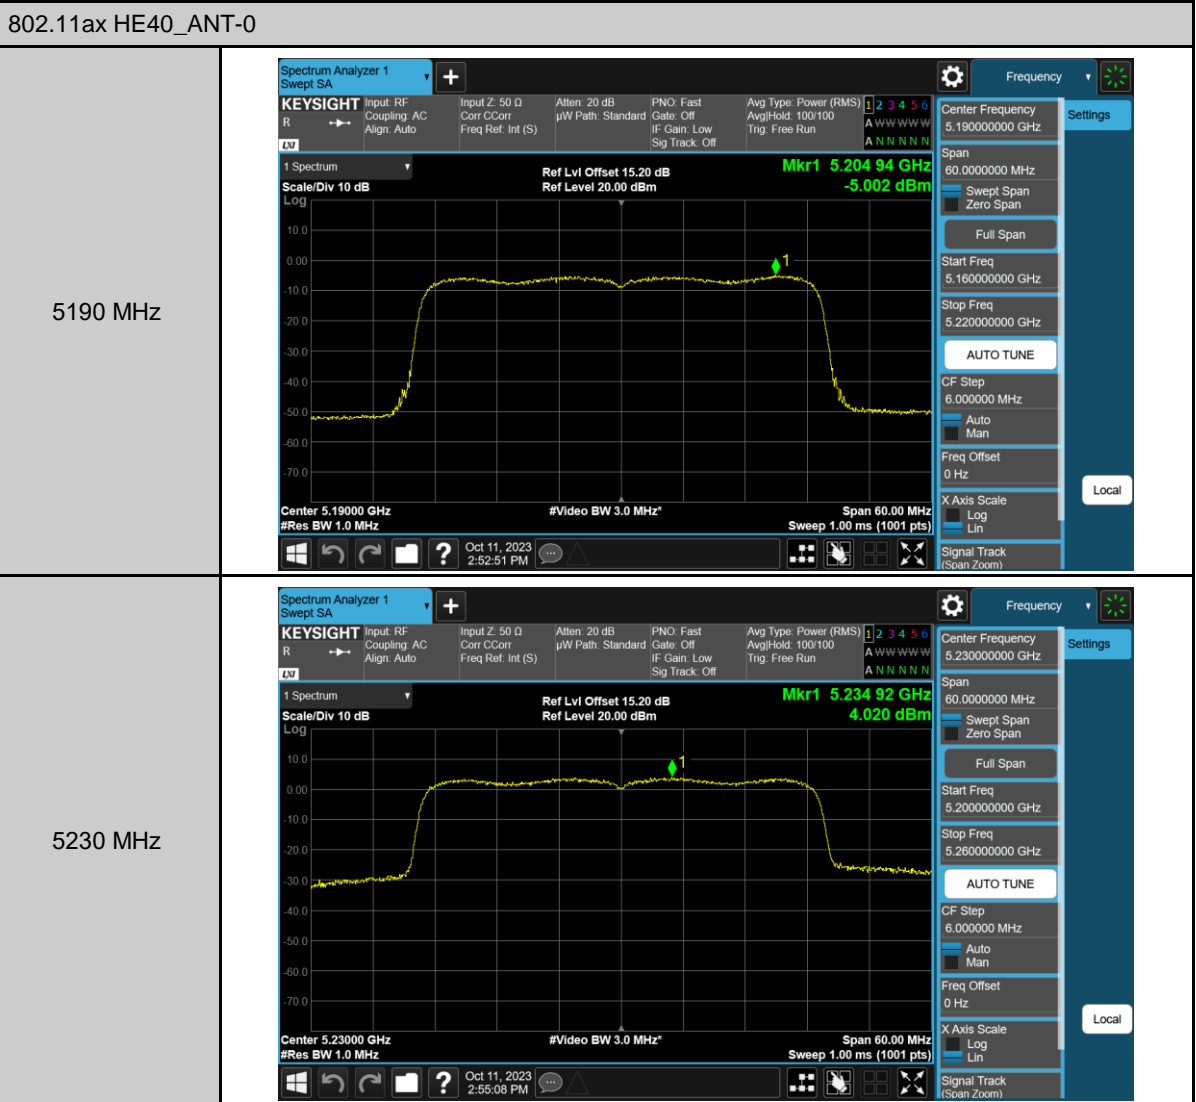 802.11ax HE40_ANT-0
5190 MHz
Spectrum Analyzer 1
Swept SA
Frequency
KEYSIGHT
R
LXI
Input: RF
Coupling: AC
Align: Auto
Input Z: 50 Ω
Corr CCorr
Freq Ref: Int (S)
Atten: 20 dB
µW Path: Standard
PNO: Fast
Gate: Off
IF Gain: Low
Sig Track: Off
Avg Type: Power (RMS)
Avg|Hold: 100/100
Trig: Free Run
1 2 3 4 5 6
A W W W W W
A N N N N N
1 Spectrum
Scale/Div 10 dB
Log
Ref Lvl Offset 15.20 dB
Ref Level 20.00 dBm
Mkr1 5.204 94 GHz
-5.002 dBm
10.0
0.00
-10.0
-20.0
-30.0
-40.0
-50.0
-60.0
-70.0
1
Center 5.19000 GHz
#Res BW 1.0 MHz
#Video BW 3.0 MHz*
Span 60.00 MHz
Sweep 1.00 ms (1001 pts)
Oct 11, 2023
2:52:51 PM
Center Frequency
5.190000000 GHz
Span
60.0000000 MHz
Swept Span
Zero Span
Full Span
Start Freq
5.160000000 GHz
Stop Freq
5.220000000 GHz
AUTO TUNE
CF Step
6.000000 MHz
Auto
Man
Freq Offset
0 Hz
X Axis Scale
Log
Lin
Signal Track
(Span Zoom)
Settings
Local
5230 MHz
Spectrum Analyzer 1
Swept SA
Frequency
KEYSIGHT
R
LXI
Input: RF
Coupling: AC
Align: Auto
Input Z: 50 Ω
Corr CCorr
Freq Ref: Int (S)
Atten: 20 dB
µW Path: Standard
PNO: Fast
Gate: Off
IF Gain: Low
Sig Track: Off
Avg Type: Power (RMS)
Avg|Hold: 100/100
Trig: Free Run
1 2 3 4 5 6
A W W W W W
A N N N N N
1 Spectrum
Scale/Div 10 dB
Log
Ref Lvl Offset 15.20 dB
Ref Level 20.00 dBm
Mkr1 5.234 92 GHz
4.020 dBm
10.0
0.00
-10.0
-20.0
-30.0
-40.0
-50.0
-60.0
-70.0
1
Center 5.23000 GHz
#Res BW 1.0 MHz
#Video BW 3.0 MHz*
Span 60.00 MHz
Sweep 1.00 ms (1001 pts)
Oct 11, 2023
2:55:08 PM
Center Frequency
5.230000000 GHz
Span
60.0000000 MHz
Swept Span
Zero Span
Full Span
Start Freq
5.200000000 GHz
Stop Freq
5.260000000 GHz
AUTO TUNE
CF Step
6.000000 MHz
Auto
Man
Freq Offset
0 Hz
X Axis Scale
Log
Lin
Signal Track
(Span Zoom)
Settings
Local